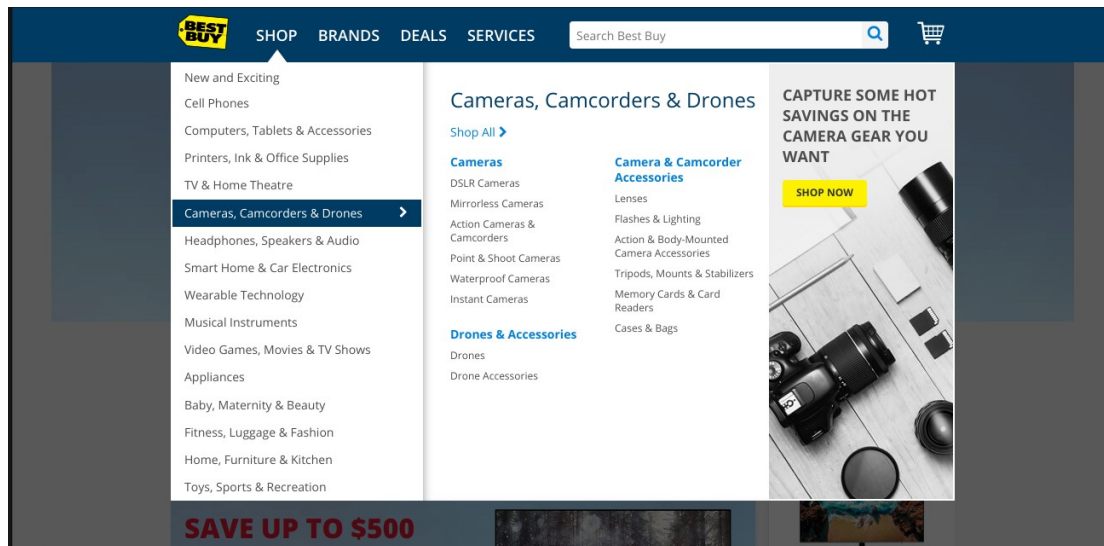 BEST
BUY
SHOP BRANDS DEALS SERVICES Search Best Buy
New and Exciting
Cell Phones
Computers, Tablets & Accessories
Printers, Ink & Office Supplies
TV & Home Theatre
Cameras, Camcorders & Drones
Headphones, Speakers & Audio
Smart Home & Car Electronics
Wearable Technology
Musical Instruments
Video Games, Movies & TV Shows
Appliances
Baby, Maternity & Beauty
Fitness, Luggage & Fashion
Home, Furniture & Kitchen
Toys, Sports & Recreation
Cameras, Camcorders & Drones
Shop All
Cameras
DSLR Cameras
Mirrorless Cameras
Action Cameras &
Camcorders
Point & Shoot Cameras
Waterproof Cameras
Instant Cameras
Drones & Accessories
Drones
Drone Accessories
Camera & Camcorder
Accessories
Lenses
Flashes & Lighting
Action & Body-Mounted
Camera Accessories
Tripods, Mounts & Stabilizers
Memory Cards & Card
Readers
Cases & Bags
CAPTURE SOME HOT
SAVINGS ON THE
CAMERA GEAR YOU
WANT
SHOP NOW
SAVE UP TO $500